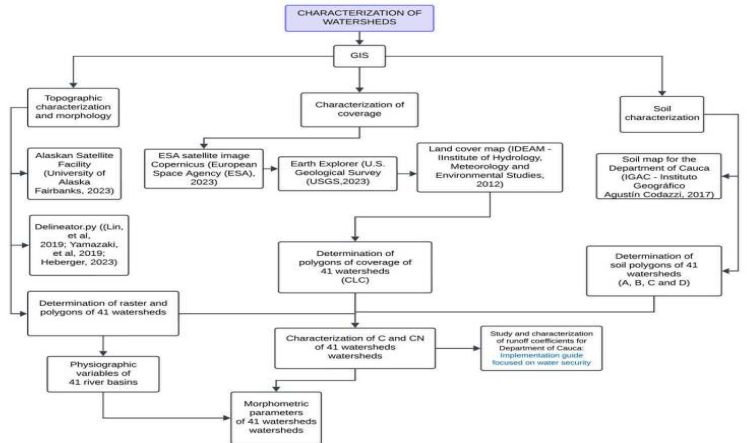 CHARACTERIZATION OF
WATERSHEDS
GIS
Topographic
characterization
and morphology
Characterization of
coverage
Soil
characterization
Alaskan Satellite
Facility
(University of
Alaska
Fairbanks, 2023)
ESA satellite image
Copernicus (European
Space Agency (ESA),
2023)
Earth Explorer (U.S.
Geological Survey
(USGS,2023)
Land cover map (IDEAM -
IInstitute of Hydrology,
Meteorology and
Environmental Studies,
2012)
Soil map for the
Department of Cauca
(IGAC - Instituto
Geográfico
Agustín Codazzi, 2017)
Delineator.py ((Lin,
et al,
2019; Yamazaki,
et al, 2019;
Heberger, 2023)
Determination of
polygons of coverage of
41 watersheds
(CLC)
Determination of
soil polygons of 41
watersheds
(A, B, C and D)
Determination of raster and
polygons of 41 watersheds
Characterization of C and CN
of 41 watersheds
watersheds
Study and characterization
of runoff coefficients for
Department of Cauca:
Implementation guide
focused on water security
Physiographic
variables of
41 river basins
Morphometric
parameters
of 41 watersheds
watersheds